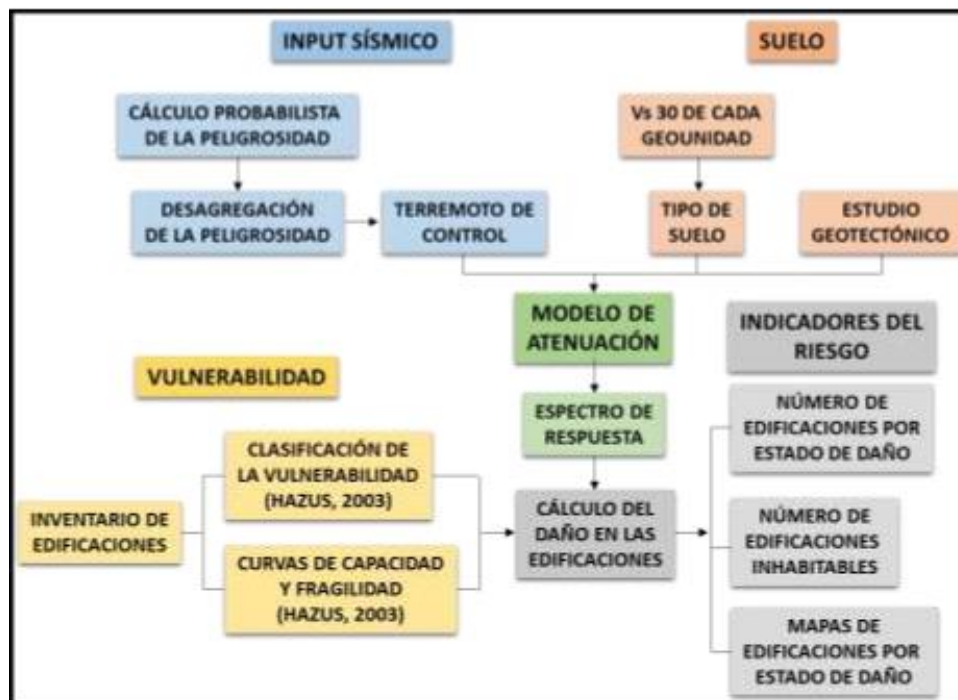 INPUT SÍSMICO
SUELO
CÁLCULO PROBABILISTA
DE LA PELIGROSIDAD
Vs 30 DE CADA
GEOUNIDAD
DESAGREGACIÓN
DE LA PELIGROSIDAD
TERREMOTO DE
CONTROL
TIPO DE
SUELO
ESTUDIO
GEOTECTÓNICO
MODELO DE
ATENUACIÓN
INDICADORES DEL
RIESGO
VULNERABILIDAD
ESPECTRO DE
RESPUESTA
NÚMERO DE
EDIFICACIONES POR
ESTADO DE DAÑO
CLASIFICACIÓN DE
LA VULNERABILIDAD
(HAZUS, 2003)
INVENTARIO DE
EDIFICACIONES
CÁLCULO DEL
DAÑO EN LAS
EDIFICACIONES
NÚMERO DE
EDIFICACIONES
INHABITABLES
CURVAS DE CAPACIDAD
Y FRAGILIDAD
(HAZUS, 2003)
MAPAS DE
EDIFICACIONES POR
ESTADO DE DAÑO